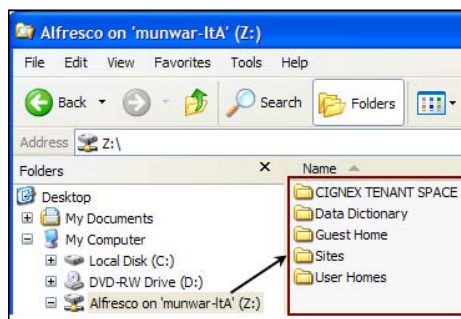 Alfresco on 'munwar-ltA' (Z:)
File Edit View Favorites Tools Help
Back Search Folders
Address Z:\
Folders X Name
Desktop
My Documents
My Computer
Local Disk (C:)
DVD-RW Drive (D:)
Alfresco on 'munwar-ltA' (Z:)
CIGNEX TENANT SPACE
Data Dictionary
Guest Home
Sites
User Homes